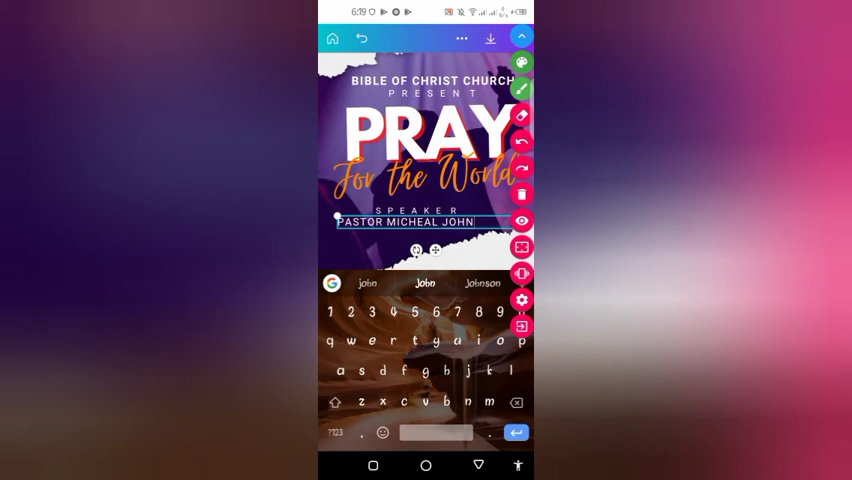 6:19
0
B/s
BIBLE OF CHRIST CHURCH
PRESENT
PRAY
For the World
SPEAKER
PASTOR MICHEAL JOHN
john John Johnson
1 2 3 4 5 6 7 8 9
q w e r t y u i o p
a s d f g h j k l
z x c v b n m
?123 , .